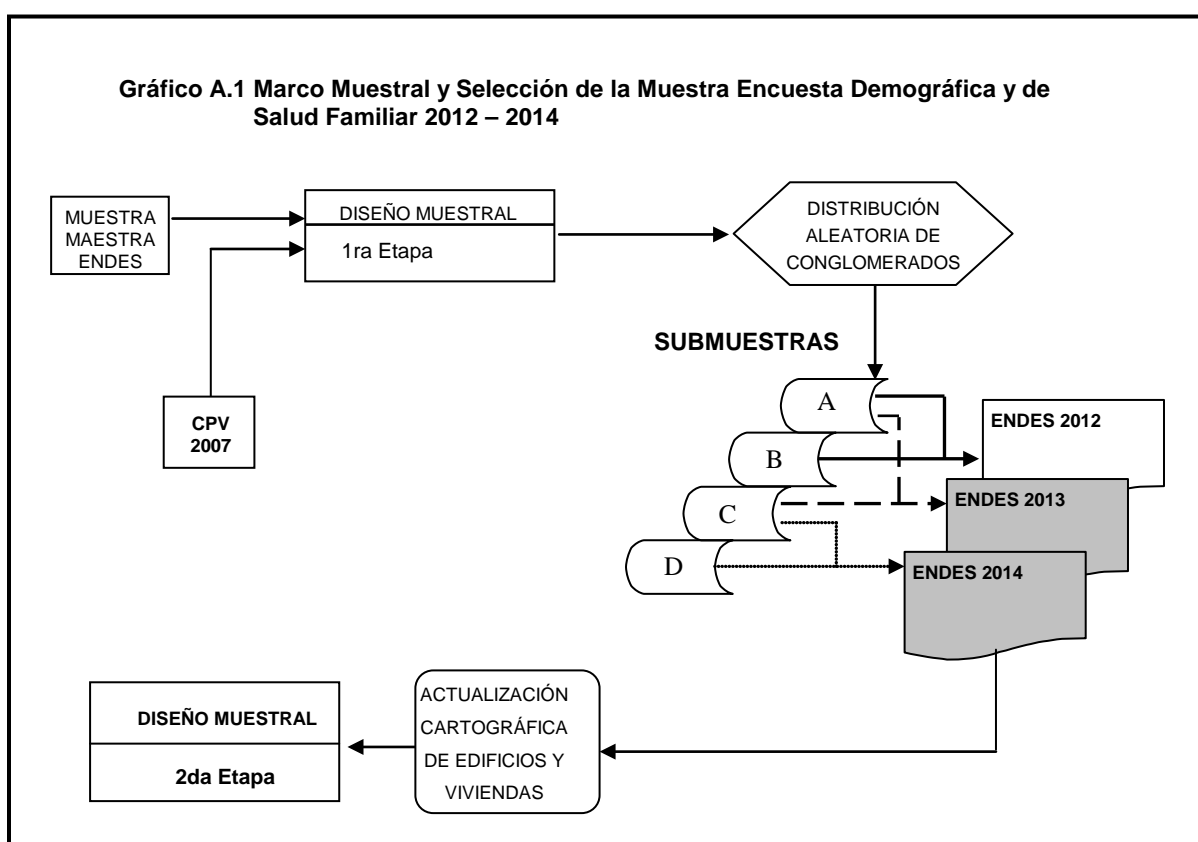 Gráfico A.1 Marco Muestral y Selección de la Muestra Encuesta Demográfica y de
Salud Familiar 2012 – 2014
MUESTRA
MAESTRA
ENDES
DISEÑO MUESTRAL
1ra Etapa
DISTRIBUCIÓN
ALEATORIA DE
CONGLOMERADOS
CPV
2007
SUBMUESTRAS
A
B
C
D
ENDES 2012
ENDES 2013
ENDES 2014
ACTUALIZACIÓN
CARTOGRÁFICA
DE EDIFICIOS Y
VIVIENDAS
DISEÑO MUESTRAL
2da Etapa